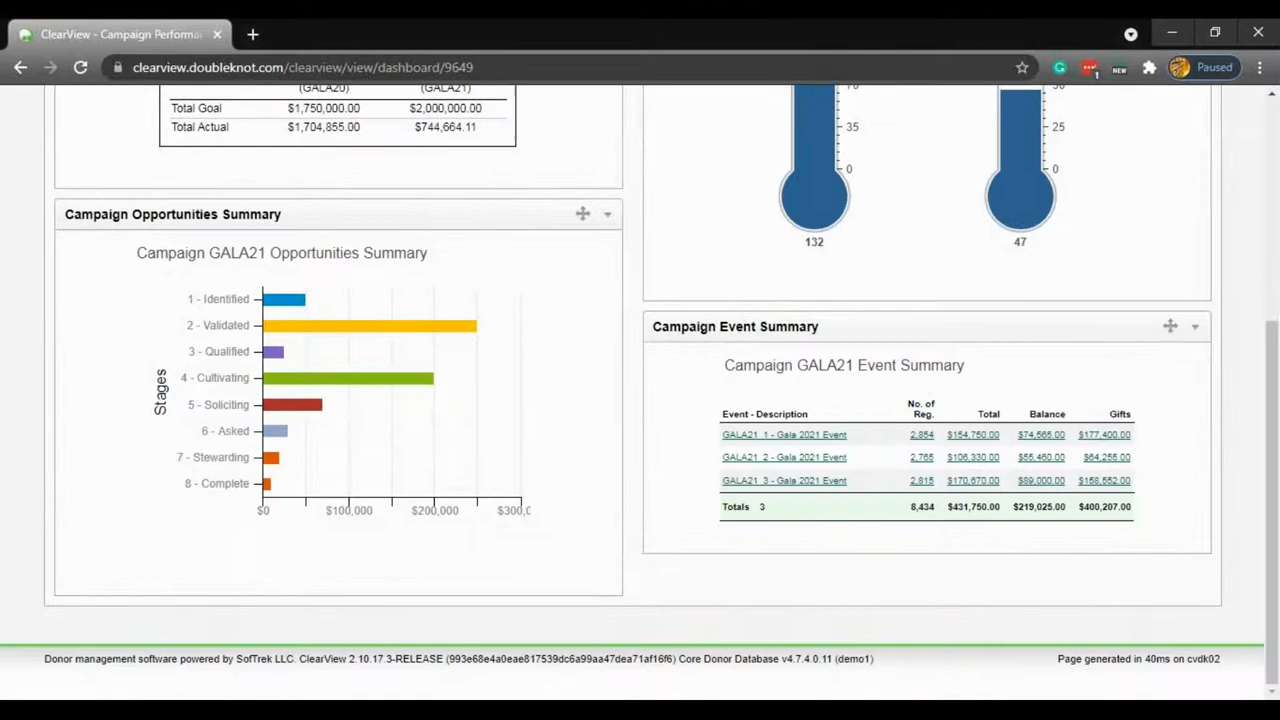 ClearView - Campaign Performa
clearview.doubleknot.com/clearview/view/dashboard/9649
1
NEW
Paused
(GALA20) (GALA21)
Total Goal $1,750,000.00 $2,000,000.00
Total Actual $1,704,855.00 $744,664.11
70
35
0
132
50
25
0
47
Campaign Opportunities Summary
Campaign GALA21 Opportunities Summary
Stages
1 - Identified
2 - Validated
3 - Qualified
4 - Cultivating
5 - Soliciting
6 - Asked
7 - Stewarding
8 - Complete
$0 $100,000 $200,000 $300,0
Campaign Event Summary
Campaign GALA21 Event Summary
Event - Description No. of Reg. Total Balance Gifts
GALA21_1 - Gala 2021 Event 2,854 $154,750.00 $74,565.00 $177,400.00
GALA21_2 - Gala 2021 Event 2,765 $106,330.00 $55,460.00 $64,255.00
GALA21_3 - Gala 2021 Event 2,815 $170,670.00 $89,000.00 $158,552.00
Totals 3 8,434 $431,750.00 $219,025.00 $400,207.00
Donor management software powered by SofTrek LLC. ClearView 2.10.17.3-RELEASE (993e68e4a0eae817539dc6a99aa47dea71af16f6) Core Donor Database v4.7.4.0.11 (demo1)
Page generated in 40ms on cvdk02